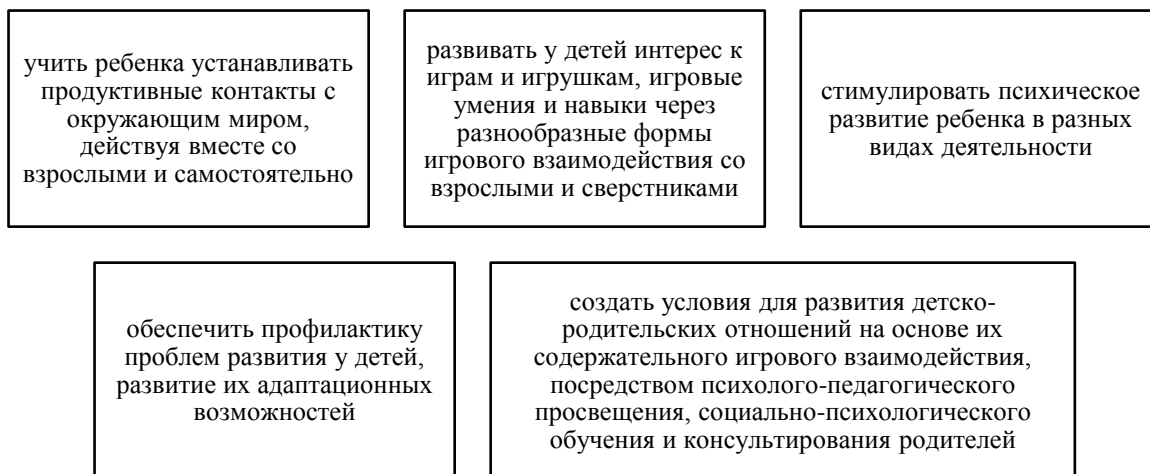 учить ребенка устанавливать
продуктивные контакты с
окружающим миром,
действуя вместе со
взрослыми и самостоятельно
развивать у детей интерес к
играм и игрушкам, игровые
умения и навыки через
разнообразные формы
игрового взаимодействия со
взрослыми и сверстниками
стимулировать психическое
развитие ребенка в разных
видах деятельности
обеспечить профилактику
проблем развития у детей,
развитие их адаптационных
возможностей
создать условия для развития детско-
родительских отношений на основе их
содержательного игрового взаимодействия,
посредством психолого-педагогического
просвещения, социально-психологического
обучения и консультирования родителей